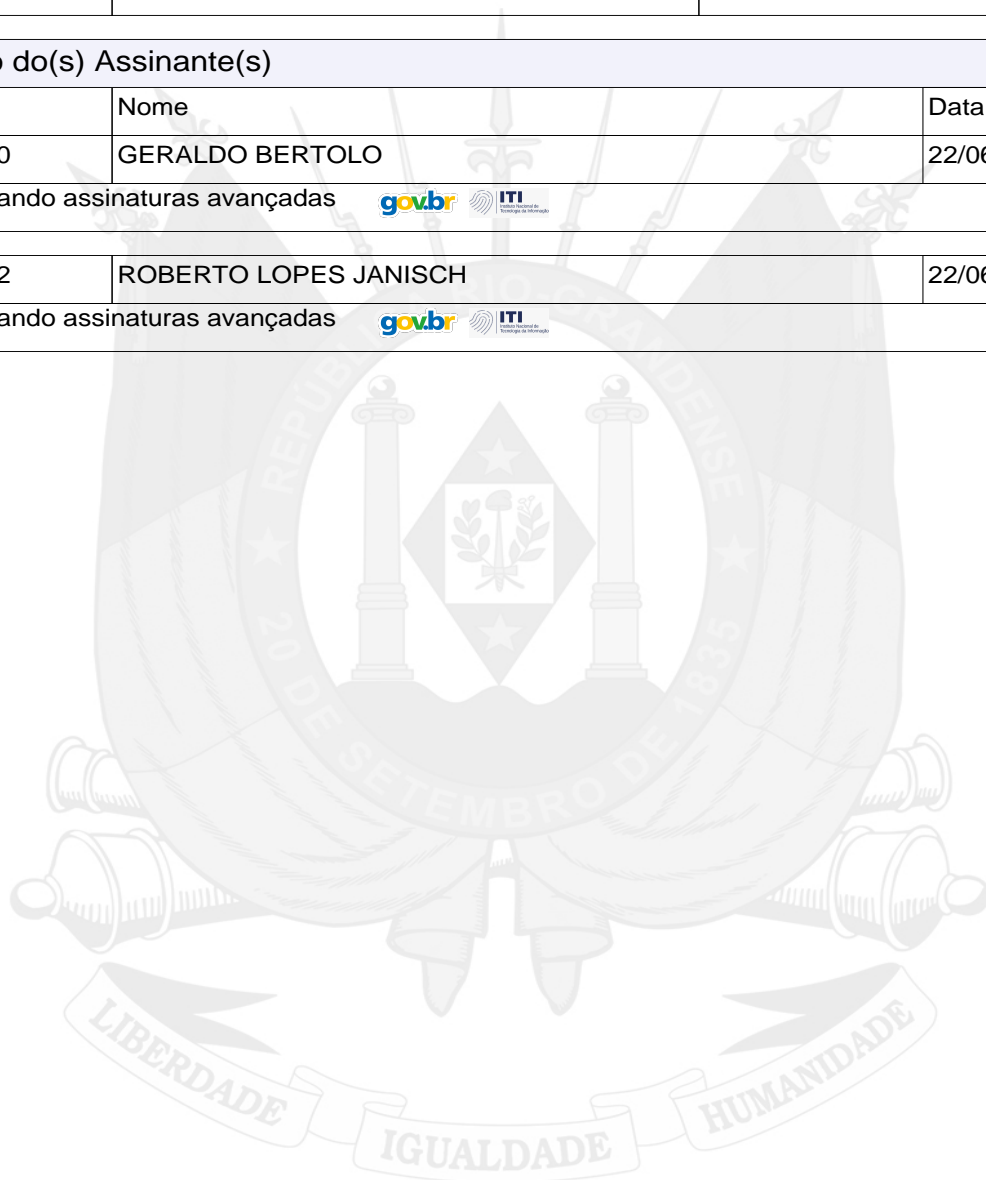 o do(s) Assinante(s)
Nome Data
0 GERALDO BERTOLO 22/06
ando assinaturas avançadas gov.br ITI
2 ROBERTO LOPES JANISCH 22/06
ando assinaturas avançadas gov.br ITI
REPÚBLICA RIO-GRANDENSE
20 DE SETEMBRO DE 1835
LIBERDADE IGUALDADE HUMANIDADE